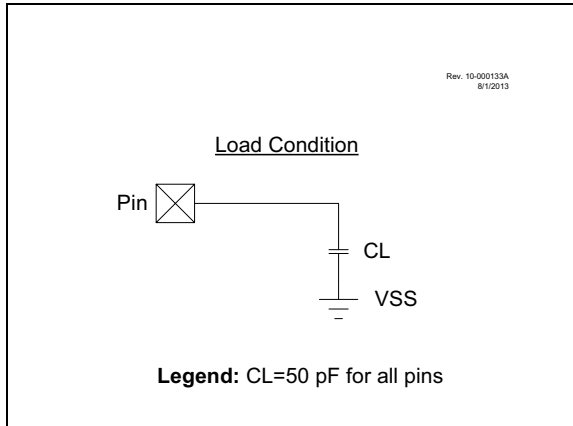 Rev. 10-000133A
8/1/2013
Load Condition
Pin
CL
VSS
Legend: CL=50 pF for all pins